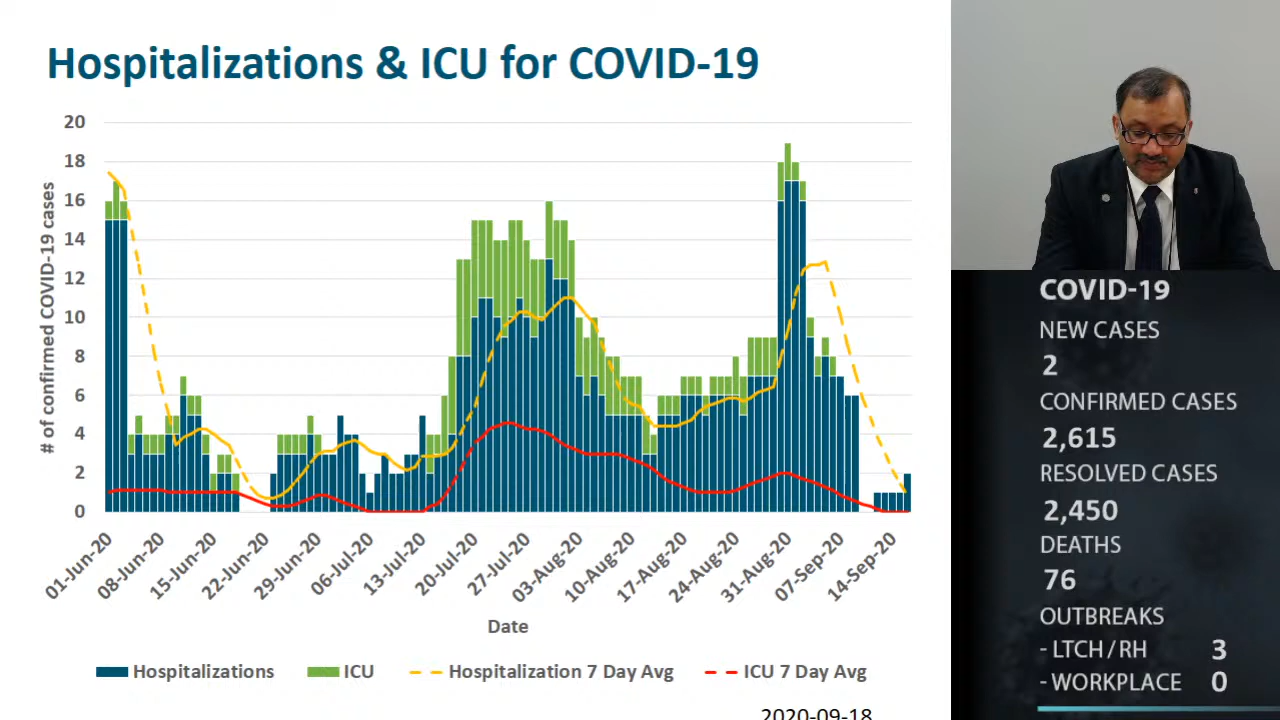 Hospitalizations & ICU for COVID-19
# of confirmed COVID-19 cases
20
18
16
14
12
10
8
6
4
2
0
01-Jun-20
08-Jun-20
15-Jun-20
22-Jun-20
29-Jun-20
06-Jul-20
13-Jul-20
20-Jul-20
27-Jul-20
03-Aug-20
10-Aug-20
17-Aug-20
24-Aug-20
31-Aug-20
07-Sep-20
14-Sep-20
Date
Hospitalizations ICU Hospitalization 7 Day Avg ICU 7 Day Avg
2020-09-18
COVID-19
NEW CASES
2
CONFIRMED CASES
2,615
RESOLVED CASES
2,450
DEATHS
76
OUTBREAKS
- LTCH / RH 3
- WORKPLACE 0